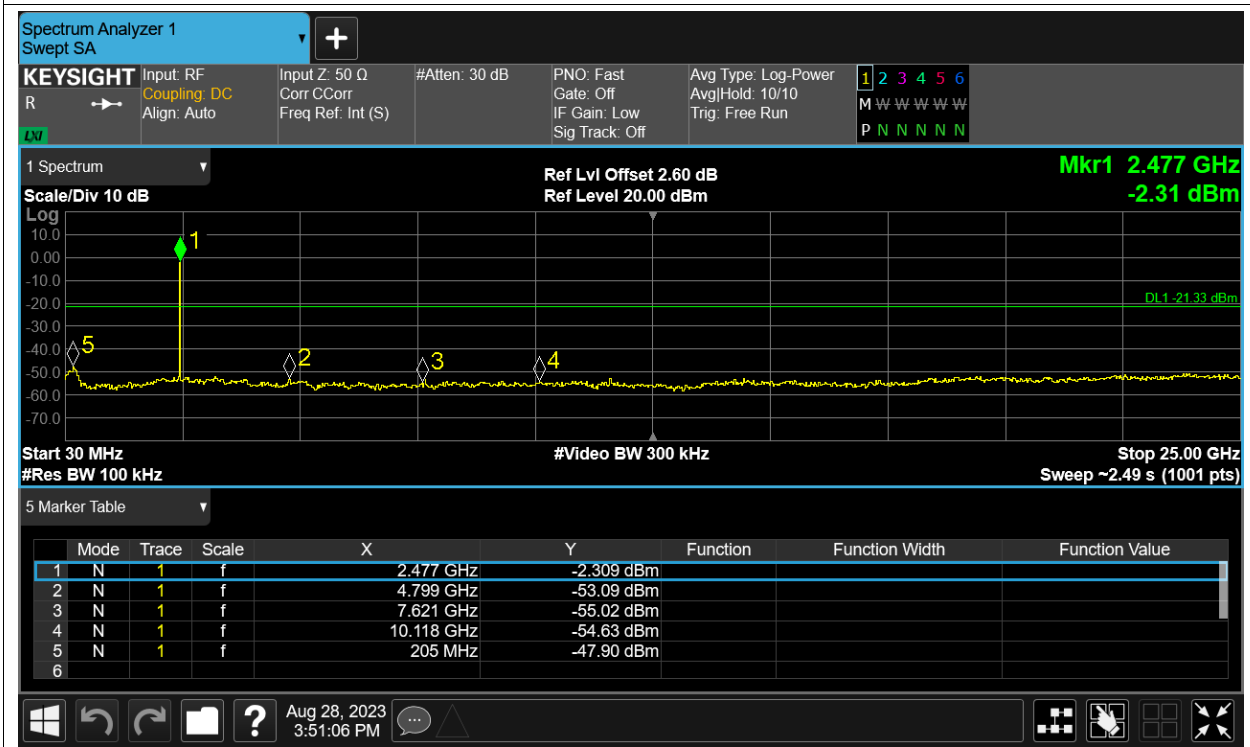 Spectrum Analyzer 1
Swept SA
KEYSIGHT Input: RF Input Z: 50 Ω #Atten: 30 dB PNO: Fast Avg Type: Log-Power 1 2 3 4 5 6
R Coupling: DC Corr CCorr Gate: Off Avg|Hold: 10/10 M W W W W W
Align: Auto Freq Ref: Int (S) IF Gain: Low Trig: Free Run
LXI Sig Track: Off P N N N N N
1 Spectrum Ref Lvl Offset 2.60 dB Mkr1 2.477 GHz
Scale/Div 10 dB Ref Level 20.00 dBm -2.31 dBm
Log
10.0 1
0.00
-10.0
-20.0 DL1 -21.33 dBm
-30.0
-40.0 5 2 3 4
-50.0
-60.0
-70.0
Start 30 MHz #Video BW 300 kHz Stop 25.00 GHz
#Res BW 100 kHz Sweep ~2.49 s (1001 pts)
5 Marker Table
Mode Trace Scale X Y Function Function Width Function Value
1 N 1 f 2.477 GHz -2.309 dBm
2 N 1 f 4.799 GHz -53.09 dBm
3 N 1 f 7.621 GHz -55.02 dBm
4 N 1 f 10.118 GHz -54.63 dBm
5 N 1 f 205 MHz -47.90 dBm
6
? Aug 28, 2023
3:51:06 PM